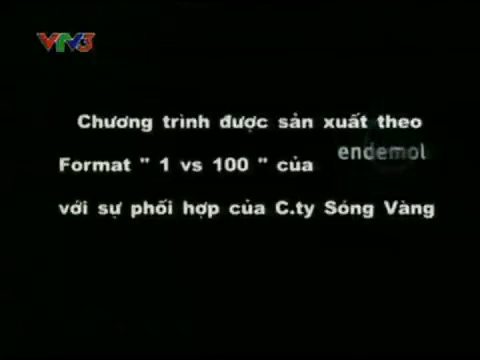 VTV3
Chương trình được sản xuất theo
Format " 1 vs 100 " của endemol
với sự phối hợp của C.ty Sóng Vàng